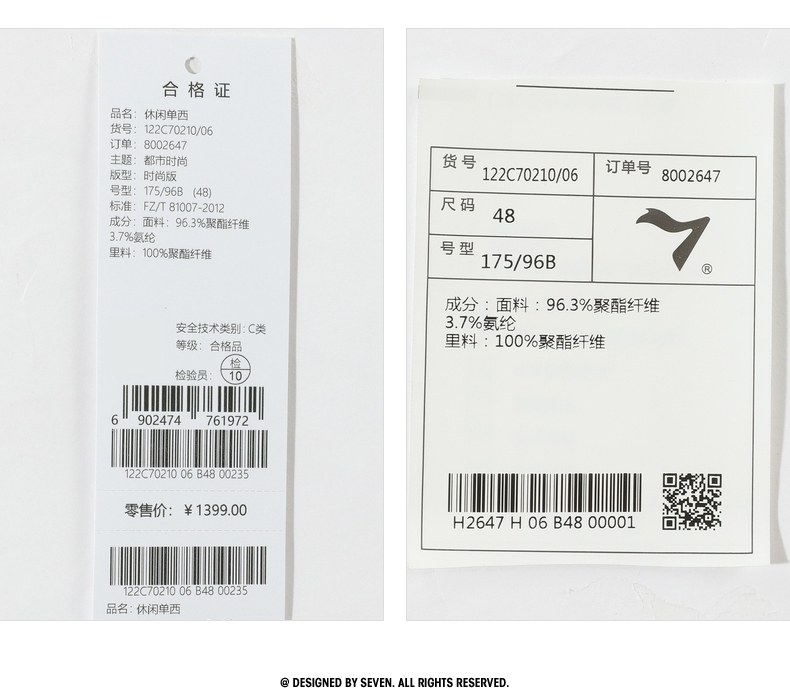 合格证
品名：休闲单西
货号：122C70210/06
订单：8002647
主题：都市时尚
版型：时尚版
号型：175/96B （48）
标准：FZ/T 81007-2012
成分：面料：96.3%聚酯纤维
3.7%氨纶
里料：100%聚酯纤维
安全技术类别：C类
等级：合格品
检验员：检 10
6 902474 761972
122C70210 06 B48 00235
零售价：￥1399.00
122C70210 06 B48 00235
品名：休闲单西
货号 122C70210/06 订单号 8002647
尺码 48
号型 175/96B
®
成分：面料：96.3%聚酯纤维
3.7%氨纶
里料：100%聚酯纤维
H2647 H 06 B48 00001
@ DESIGNED BY SEVEN. ALL RIGHTS RESERVED.